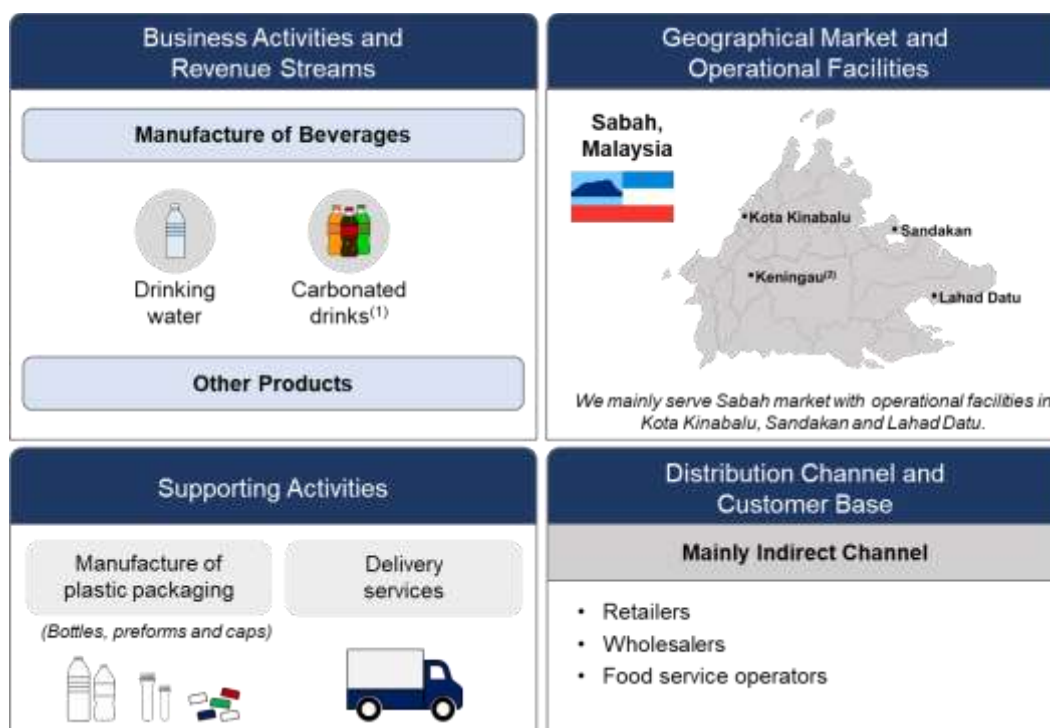 Business Activities and
Revenue Streams
Manufacture of Beverages
Drinking
water
Carbonated
drinks(1)
Other Products
Geographical Market and
Operational Facilities
Sabah,
Malaysia
Kota Kinabalu
Sandakan
Keningau(2)
Lahad Datu
We mainly serve Sabah market with operational facilities in
Kota Kinabalu, Sandakan and Lahad Datu.
Supporting Activities
Manufacture of
plastic packaging
(Bottles, preforms and caps)
Delivery
services
Distribution Channel and
Customer Base
Mainly Indirect Channel
• Retailers
• Wholesalers
• Food service operators